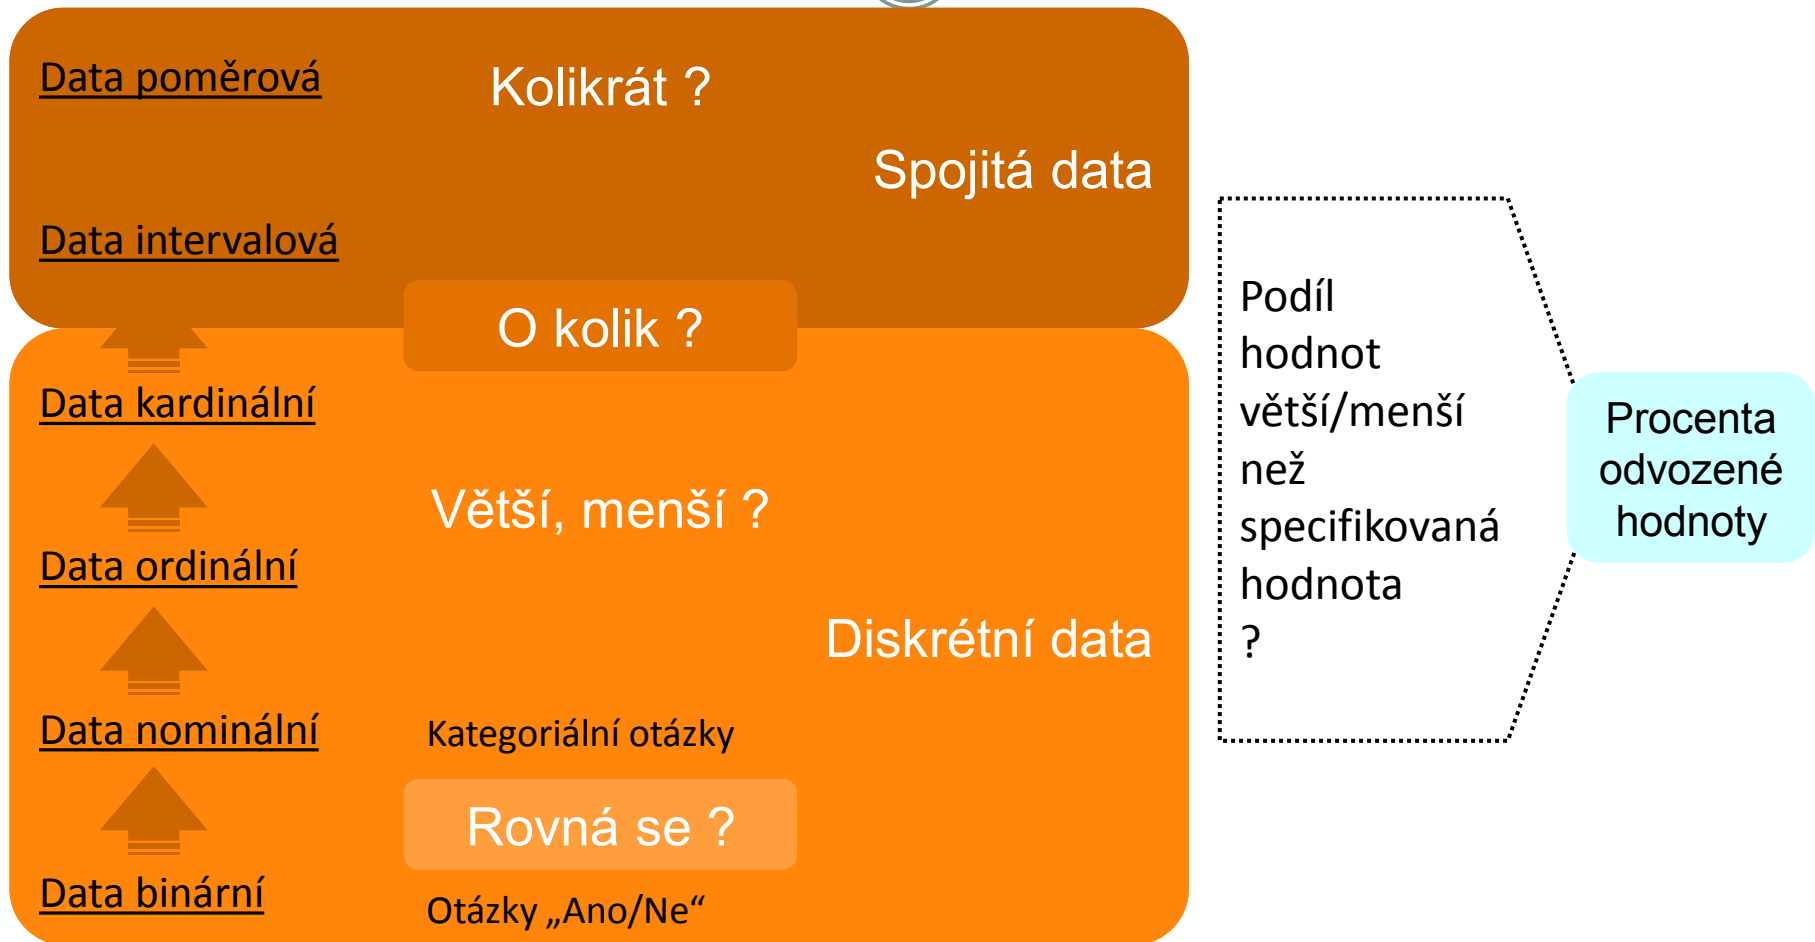 Data poměrová
Kolikrát ?
Spojitá data
Data intervalová
O kolik ?
Data kardinální
Větší, menší ?
Data ordinální
Diskrétní data
Data nominální
Kategoriální otázky
Rovná se ?
Data binární
Otázky „Ano/Ne“
Podíl
hodnot
větší/menší
než
specifikovaná
hodnota
?
Procenta
odvozené
hodnoty